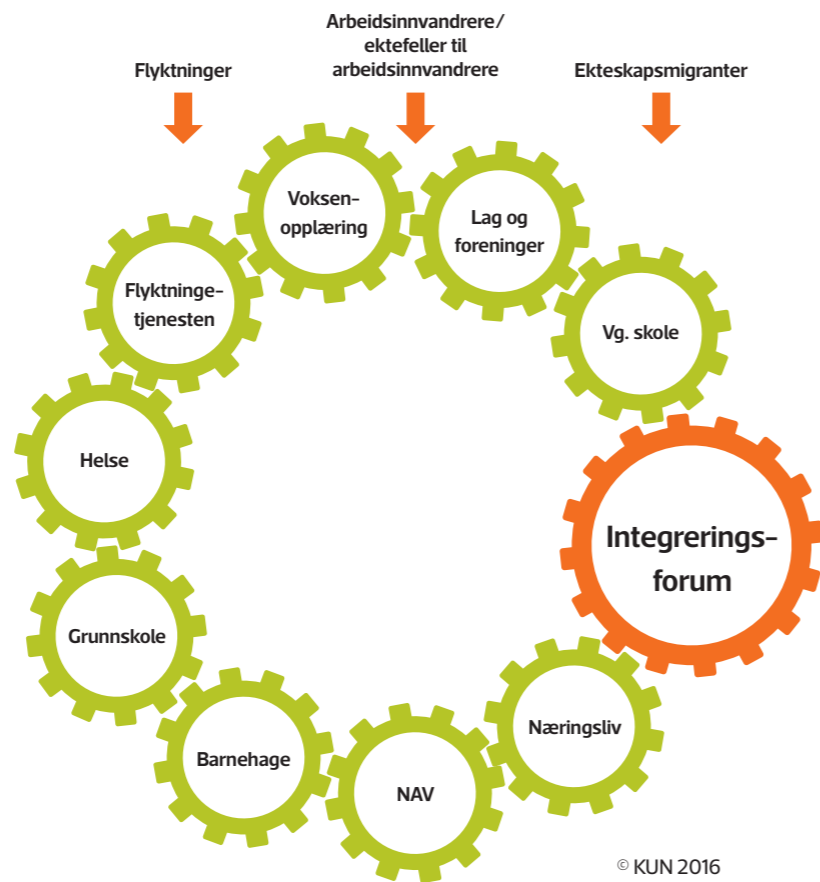 Flyktninger
Arbeidsinnvandrere/
ektefeller til
arbeidsinnvandrere
Ekteskapsmigranter
Voksen-
opplæring
Lag og
foreninger
Flyktninge-
tjenesten
Vg. skole
Helse
Integrerings-
forum
Grunnskole
Næringsliv
Barnehage
NAV
© KUN 2016